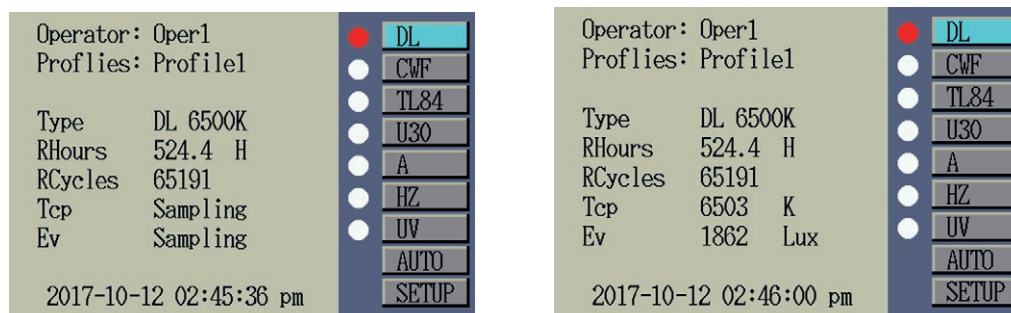 Operator: Oper1
Proflies: Profile1
Type DL 6500K
RHours 524.4 H
RCycles 65191
Tcp Sampling
Ev Sampling
2017-10-12 02:45:36 pm
DL
CWF
TL84
U30
A
HZ
UV
AUTO
SETUP
Operator: Oper1
Proflies: Profile1
Type DL 6500K
RHours 524.4 H
RCycles 65191
Tcp 6503 K
Ev 1862 Lux
2017-10-12 02:46:00 pm
DL
CWF
TL84
U30
A
HZ
UV
AUTO
SETUP